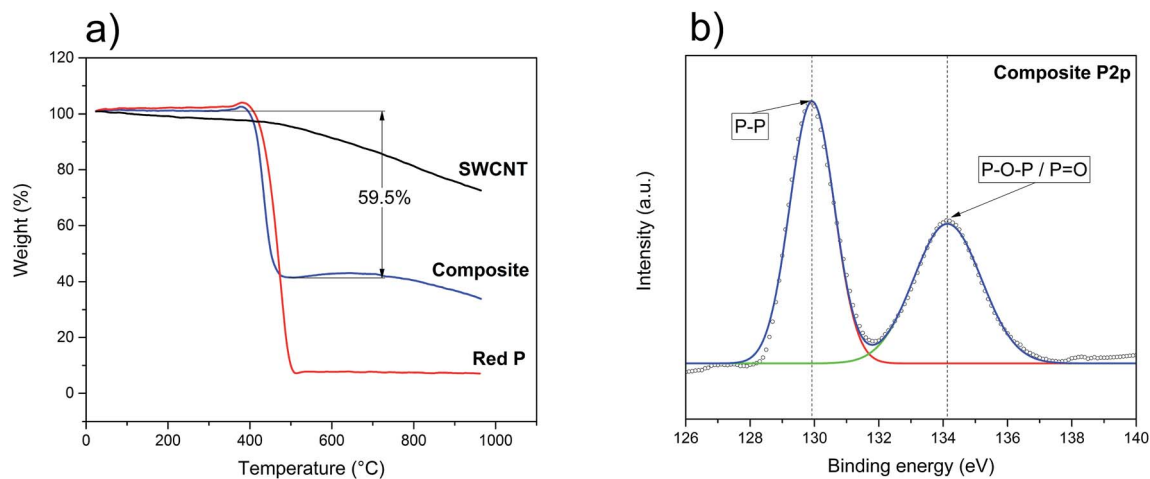 a)
120
100
80
60
40
20
0
Weight (%)
0
200
400
600
800
1000
Temperature (°C)
SWCNT
59.5%
Composite
Red P
b)
Composite P2p
P-P
P-O-P / P=O
Intensity (a.u.)
126
128
130
132
134
136
138
140
Binding energy (eV)